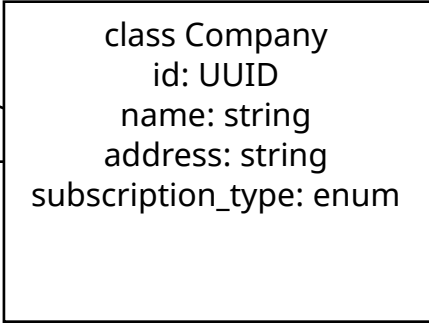 class Company
id: UUID
name: string
address: string
subscription_type: enum